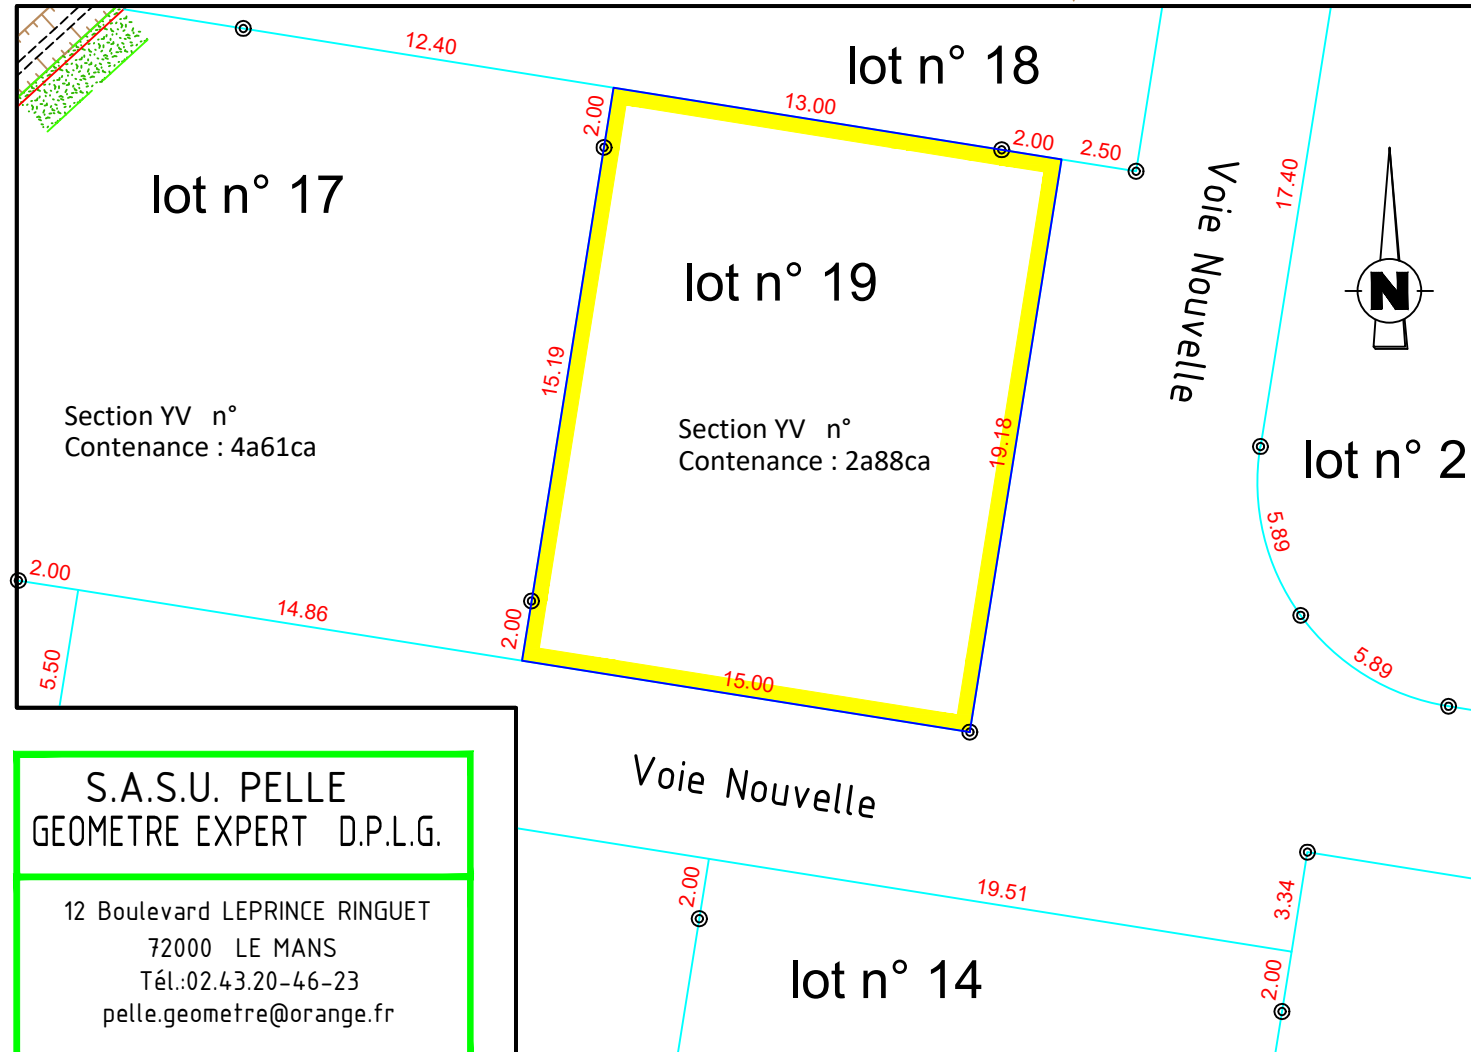 12.40
lot n° 18
13.00
2.00
2.00
2.50
lot n° 17
Voie Nouvelle
17.40
N
lot n° 19
15.19
Section YV n°
Contenance : 4a61ca
Section YV n°
Contenance : 2a88ca
19.18
lot n° 2
5.89
2.00
14.86
2.00
5.50
15.00
5.89
S.A.S.U. PELLE
GEOMETRE EXPERT D.P.L.G.
Voie Nouvelle
12 Boulevard LEPRINCE RINGUET
72000 LE MANS
Tél.:02.43.20-46-23
pelle.geometre@orange.fr
2.00
19.51
3.34
lot n° 14
2.00